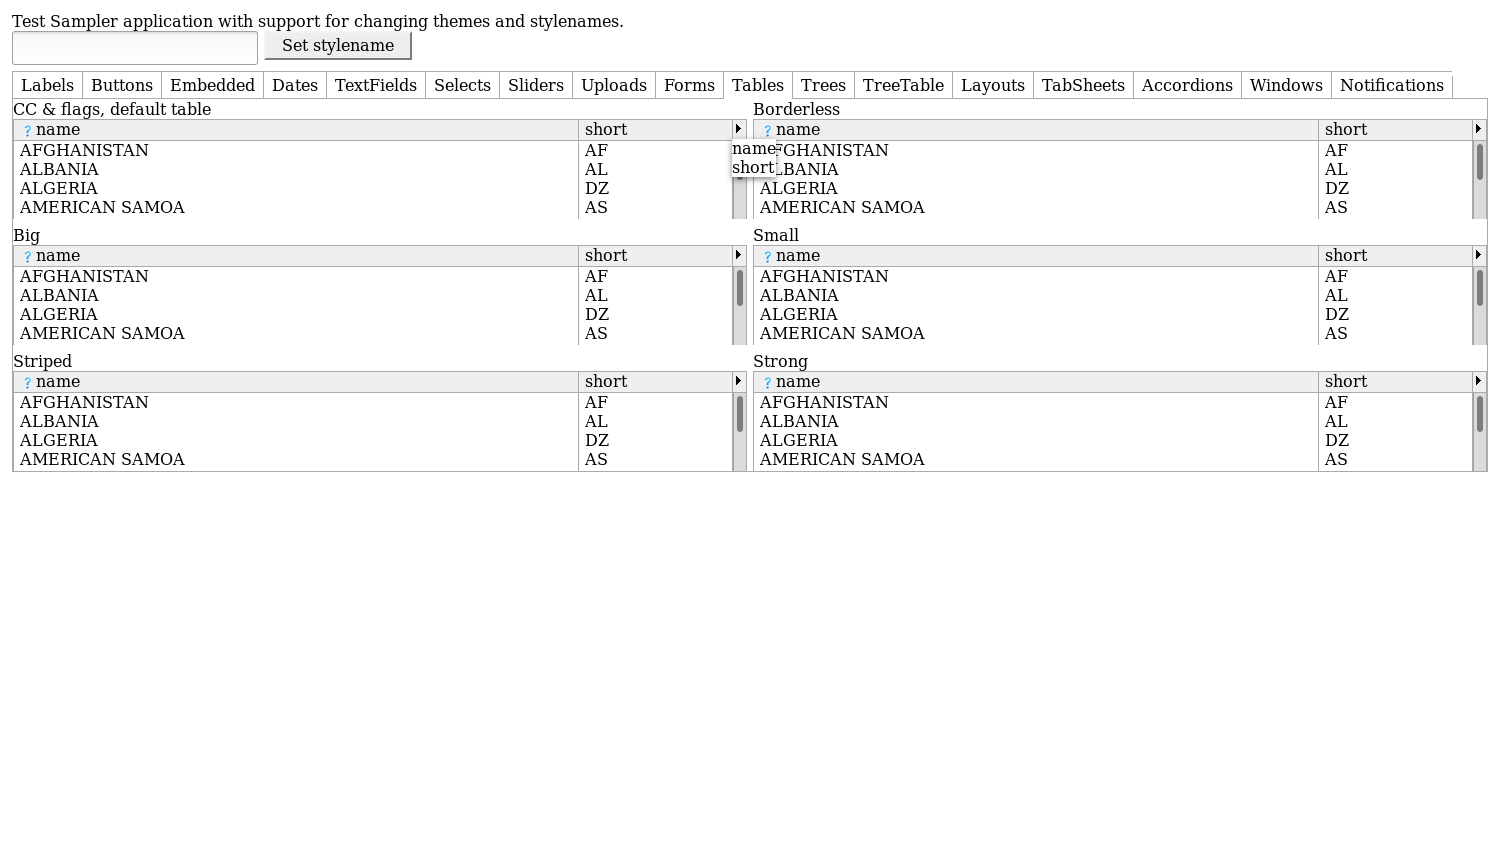 Test Sampler application with support for changing themes and stylenames.
Set stylename
Labels Buttons Embedded Dates TextFields Selects Sliders Uploads Forms Tables Trees TreeTable Layouts TabSheets Accordions Windows Notifications
CC & flags, default table Borderless
? name short ? name short
AFGHANISTAN AF name FGHANISTAN AF
ALBANIA AL short LBANIA AL
ALGERIA DZ ALGERIA DZ
AMERICAN SAMOA AS AMERICAN SAMOA AS
Big Small
? name short ? name short
AFGHANISTAN AF AFGHANISTAN AF
ALBANIA AL ALBANIA AL
ALGERIA DZ ALGERIA DZ
AMERICAN SAMOA AS AMERICAN SAMOA AS
Striped Strong
? name short ? name short
AFGHANISTAN AF AFGHANISTAN AF
ALBANIA AL ALBANIA AL
ALGERIA DZ ALGERIA DZ
AMERICAN SAMOA AS AMERICAN SAMOA AS